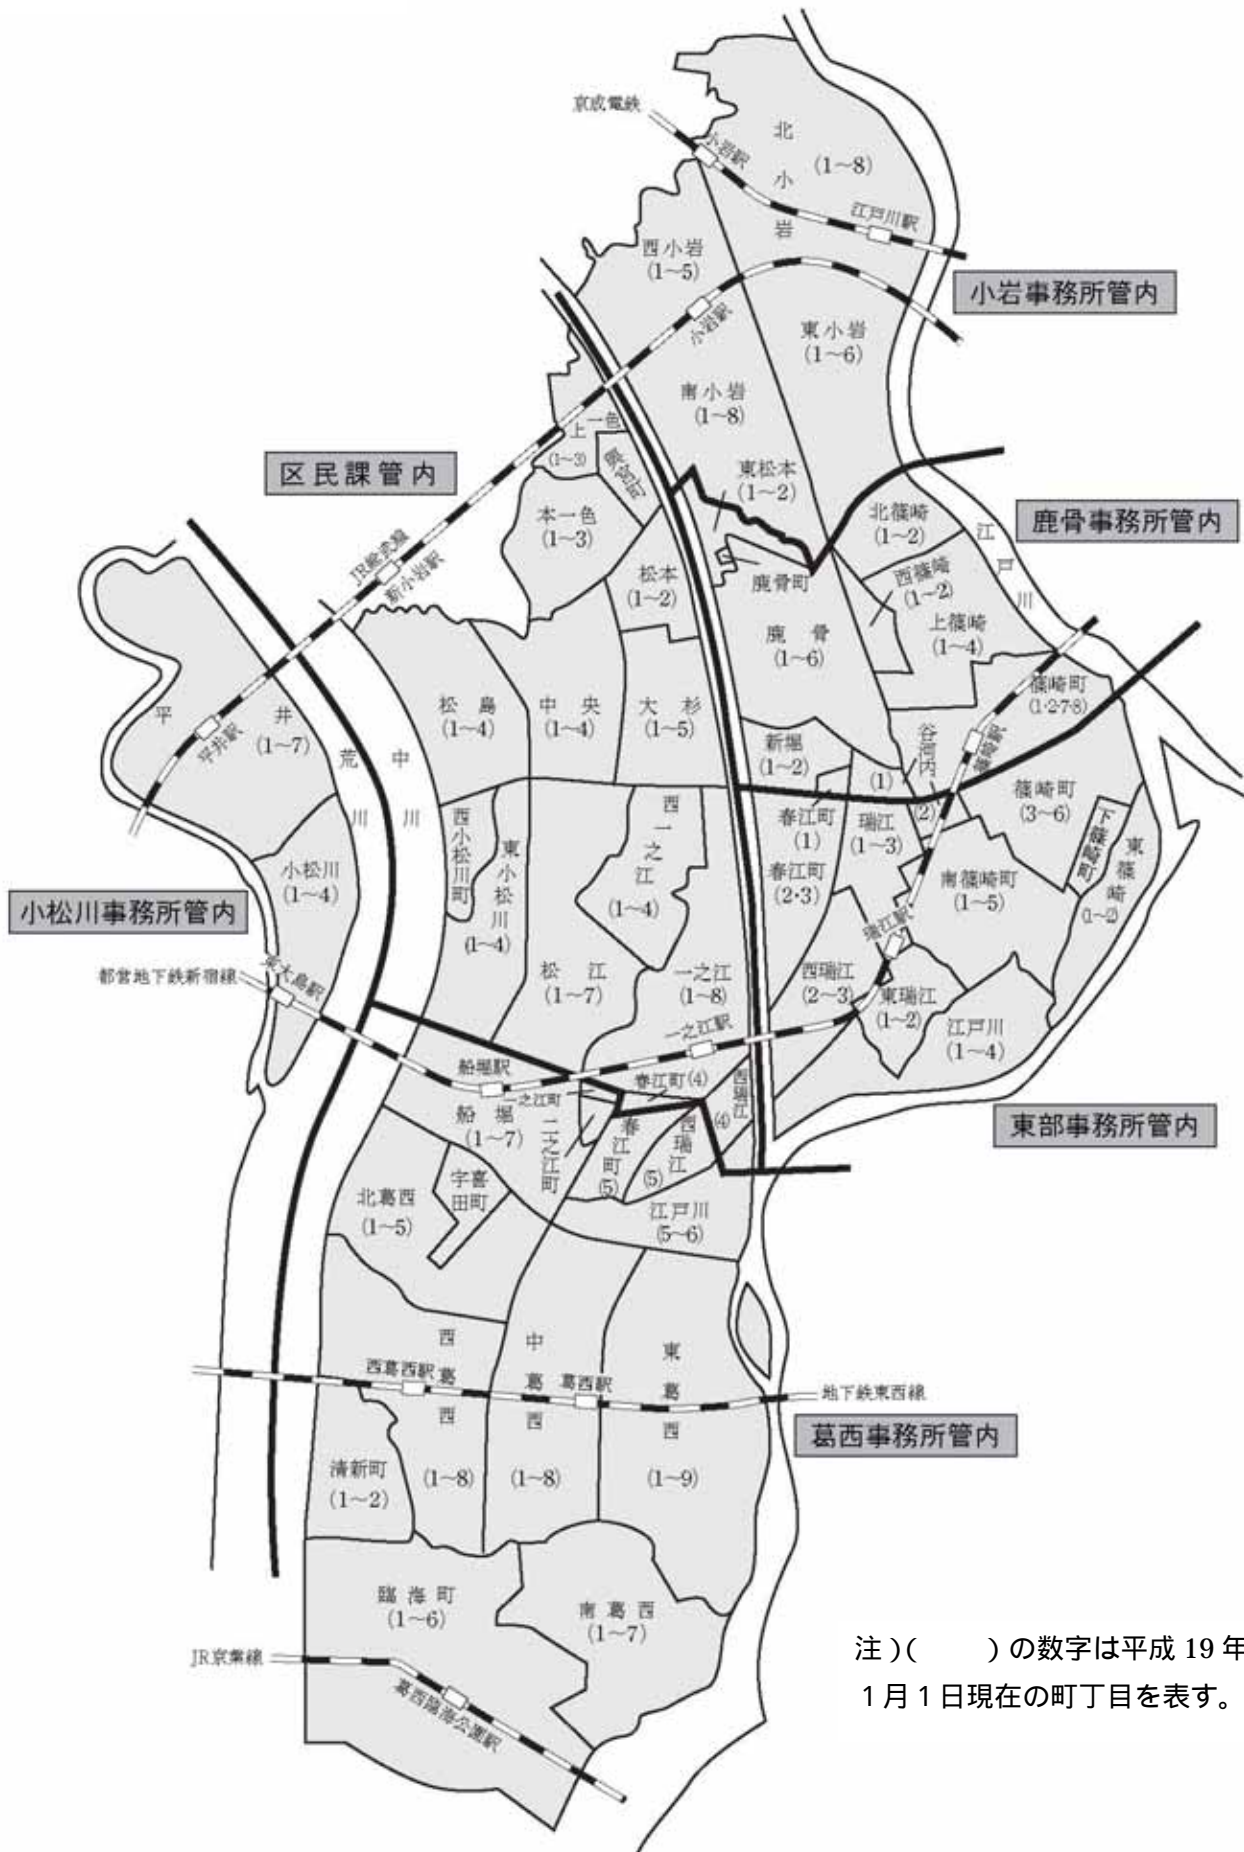 京成電鉄
小岩駅
北小岩
(1〜8)
江戸川駅
西小岩
(1〜5)
小岩事務所管内
小岩駅
東小岩
(1〜6)
南小岩
(1〜8)
上一色
(1〜3)
興宮町
区民課管内
東松本
(1〜2)
本一色
(1〜3)
北篠崎
(1〜2)
鹿骨事務所管内
江戸川
JR総武線
新小岩駅
松本
(1〜2)
鹿骨町
西篠崎
(1〜2)
鹿骨
(1〜6)
上篠崎
(1〜4)
平井
(1〜7)
平井駅
荒川
中川
松島
(1〜4)
中央
(1〜4)
大杉
(1〜5)
新堀
(1〜2)
谷河内
(1)
(2)
篠崎町
(1·2·7·8)
篠崎駅
篠崎町
(3〜6)
下篠崎町
東篠崎
(1〜2)
小松川
(1〜4)
西小松川町
東小松川
(1〜4)
西一之江
(1〜4)
春江町
(1)
瑞江
(1〜3)
春江町
(2·3)
南篠崎町
(1〜5)
小松川事務所管内
瑞江駅
都営地下鉄新宿線
東大島駅
松江
(1〜7)
一之江
(1〜8)
西瑞江
(2〜3)
東瑞江
(1〜2)
江戸川
(1〜4)
一之江駅
船堀駅
春江町(4)
西瑞江
(4)
一之江町
船堀
(1〜7)
二之江町
春江町
(5)
西瑞江
(5)
東部事務所管内
北葛西
(1〜5)
宇喜田町
江戸川
(5〜6)
西葛西
(1〜8)
中葛西
(1〜8)
東葛西
(1〜9)
西葛西駅
葛西駅
地下鉄東西線
葛西事務所管内
清新町
(1〜2)
臨海町
(1〜6)
南葛西
(1〜7)
JR京葉線
葛西臨海公園駅
注)(　　)の数字は平成 19 年
1月1日現在の町丁目を表す。